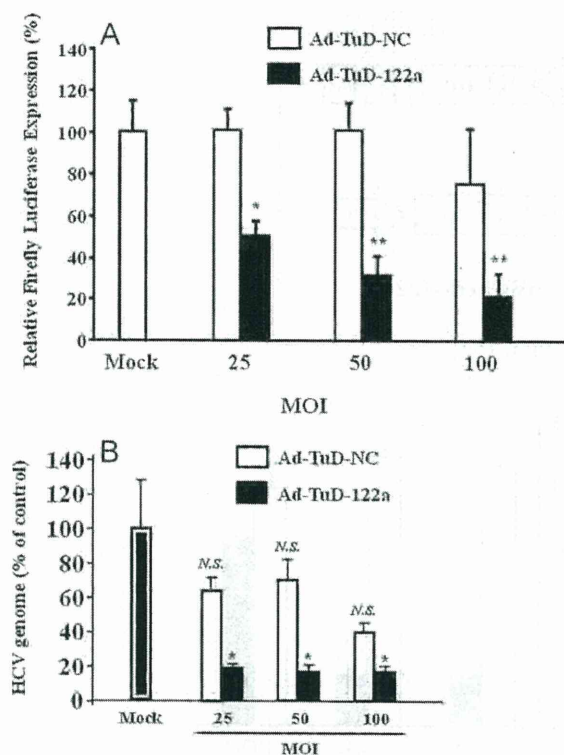 A
Ad-TuD-NC
Ad-TuD-122a
Relative Firefly Luciferase Expression (%)
140
120
100
80
60
40
20
0
*
**
**
Mock 25 50 100
MOI
B
Ad-TuD-NC
Ad-TuD-122a
HCV genome (% of control)
140
120
100
80
60
40
20
0
N.S.
N.S.
N.S.
*
*
*
Mock 25 50 100
MOI